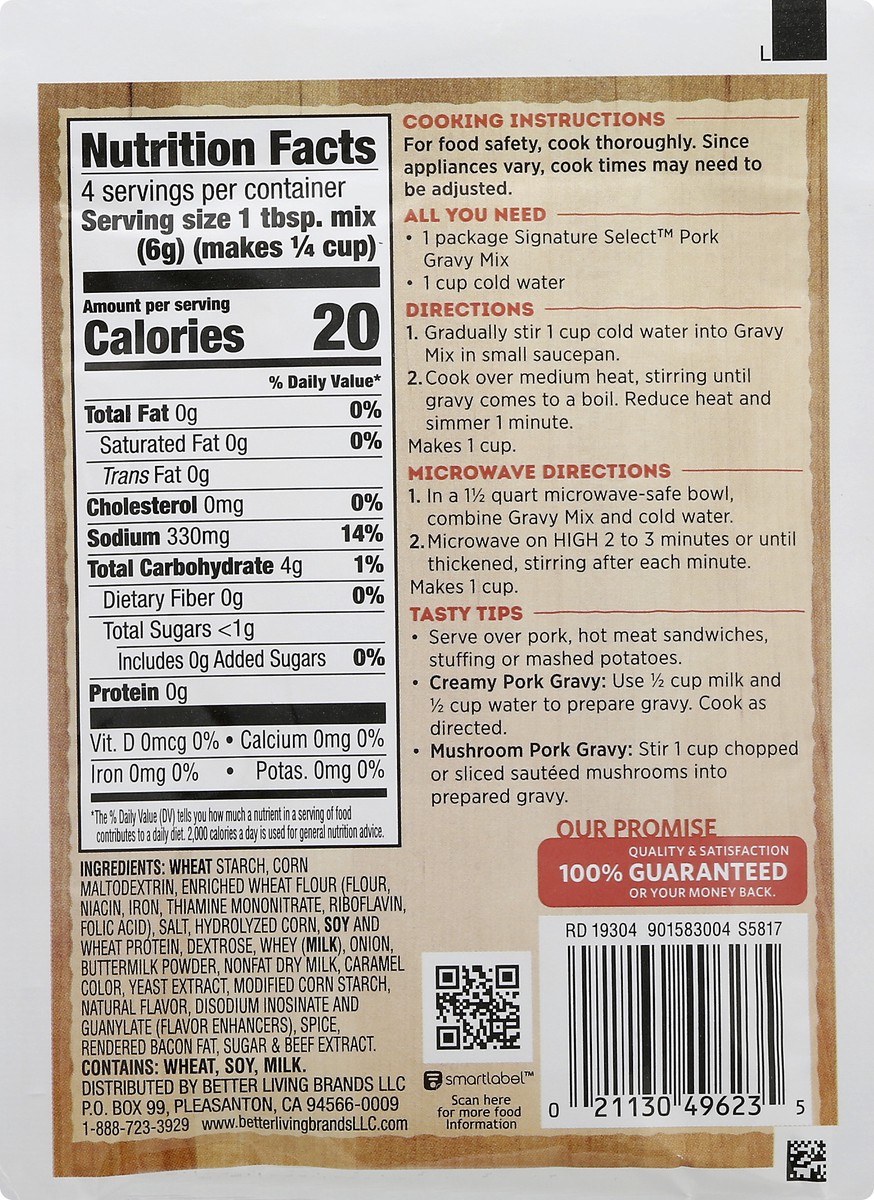 L
Nutrition Facts
4 servings per container
Serving size 1 tbsp. mix
(6g) (makes ¼ cup)
Amount per serving
Calories 20
% Daily Value*
Total Fat 0g 0%
Saturated Fat 0g 0%
Trans Fat 0g
Cholesterol 0mg 0%
Sodium 330mg 14%
Total Carbohydrate 4g 1%
Dietary Fiber 0g 0%
Total Sugars <1g
Includes 0g Added Sugars 0%
Protein 0g
Vit. D 0mcg 0% • Calcium 0mg 0%
Iron 0mg 0% • Potas. 0mg 0%
*The % Daily Value (DV) tells you how much a nutrient in a serving of food
contributes to a daily diet. 2,000 calories a day is used for general nutrition advice.
INGREDIENTS: WHEAT STARCH, CORN
MALTODEXTRIN, ENRICHED WHEAT FLOUR (FLOUR,
NIACIN, IRON, THIAMINE MONONITRATE, RIBOFLAVIN,
FOLIC ACID), SALT, HYDROLYZED CORN, SOY AND
WHEAT PROTEIN, DEXTROSE, WHEY (MILK), ONION,
BUTTERMILK POWDER, NONFAT DRY MILK, CARAMEL
COLOR, YEAST EXTRACT, MODIFIED CORN STARCH,
NATURAL FLAVOR, DISODIUM INOSINATE AND
GUANYLATE (FLAVOR ENHANCERS), SPICE,
RENDERED BACON FAT, SUGAR & BEEF EXTRACT.
CONTAINS: WHEAT, SOY, MILK.
DISTRIBUTED BY BETTER LIVING BRANDS LLC
P.O. BOX 99, PLEASANTON, CA 94566-0009
1-888-723-3929 www.betterlivingbrandsLLC.com
COOKING INSTRUCTIONS
For food safety, cook thoroughly. Since
appliances vary, cook times may need to
be adjusted.
ALL YOU NEED
• 1 package Signature Select™ Pork
Gravy Mix
• 1 cup cold water
DIRECTIONS
1. Gradually stir 1 cup cold water into Gravy
Mix in small saucepan.
2. Cook over medium heat, stirring until
gravy comes to a boil. Reduce heat and
simmer 1 minute.
Makes 1 cup.
MICROWAVE DIRECTIONS
1. In a 1½ quart microwave-safe bowl,
combine Gravy Mix and cold water.
2. Microwave on HIGH 2 to 3 minutes or until
thickened, stirring after each minute.
Makes 1 cup.
TASTY TIPS
• Serve over pork, hot meat sandwiches,
stuffing or mashed potatoes.
• Creamy Pork Gravy: Use ½ cup milk and
½ cup water to prepare gravy. Cook as
directed.
• Mushroom Pork Gravy: Stir 1 cup chopped
or sliced sautéed mushrooms into
prepared gravy.
OUR PROMISE
QUALITY & SATISFACTION
100% GUARANTEED
OR YOUR MONEY BACK.
RD 19304 901583004 S5817
0 21130 49623 5
smartlabel™
Scan here
for more food
Information